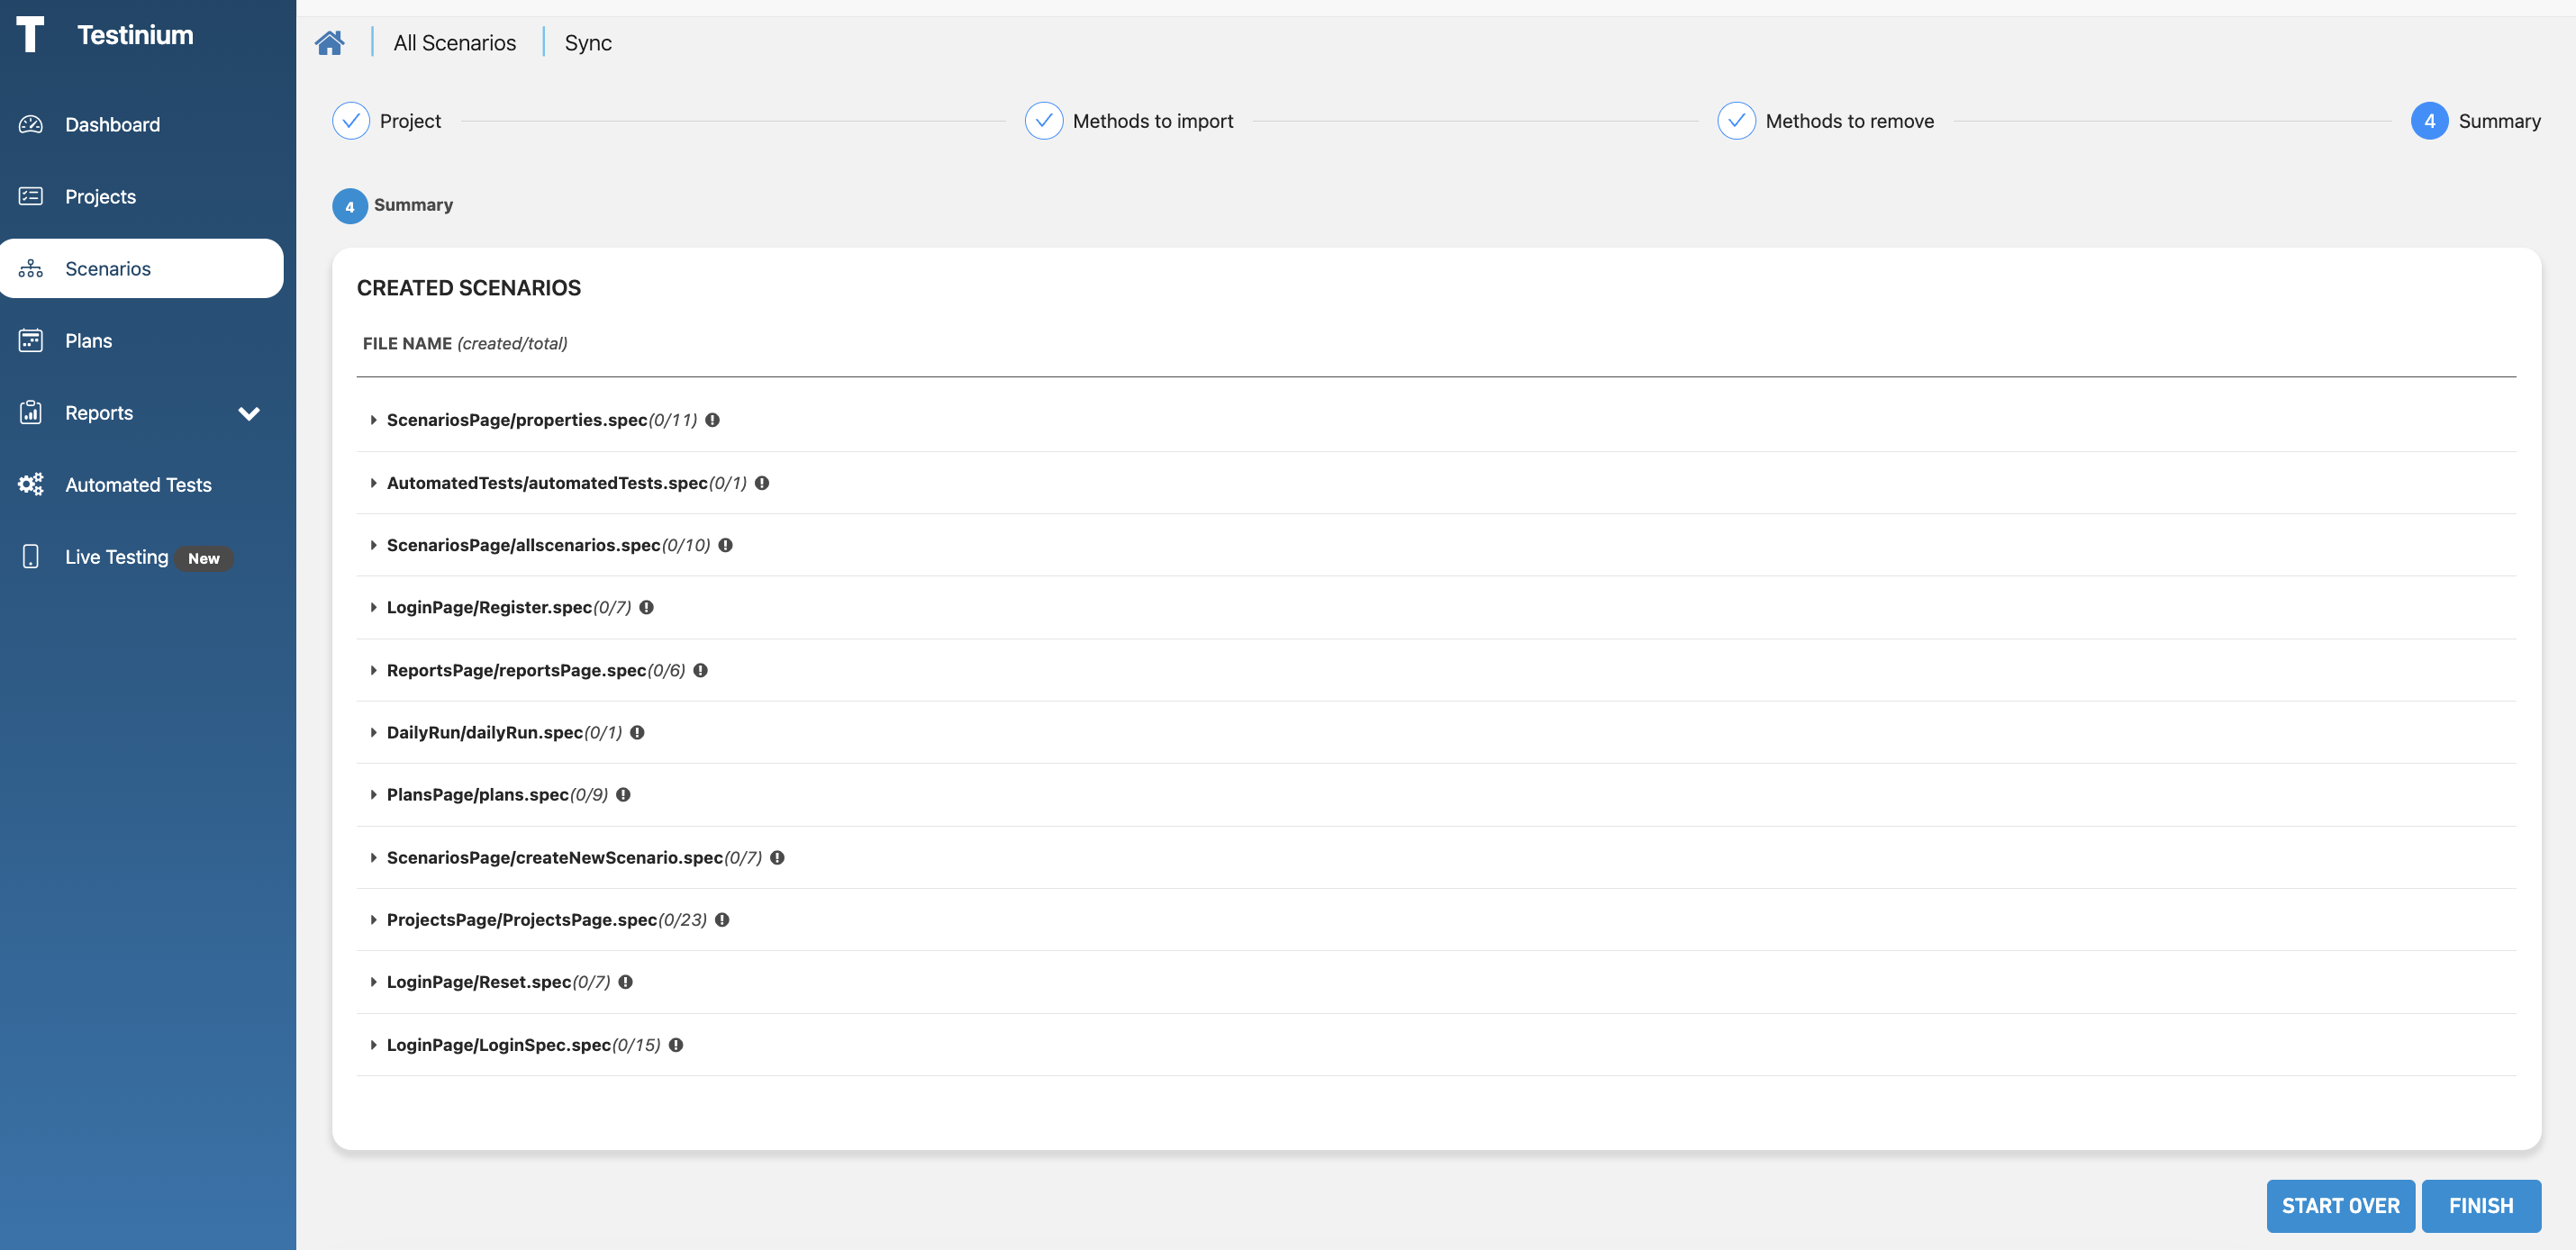 Testinium
Dashboard
Projects
Scenarios
Plans
Reports
Automated Tests
Live Testing New
All Scenarios Sync
Project Methods to import Methods to remove 4 Summary
4 Summary
CREATED SCENARIOS
FILE NAME (created/total)
ScenariosPage/properties.spec(0/11)
AutomatedTests/automatedTests.spec(0/1)
ScenariosPage/allscenarios.spec(0/10)
LoginPage/Register.spec(0/7)
ReportsPage/reportsPage.spec(0/6)
DailyRun/dailyRun.spec(0/1)
PlansPage/plans.spec(0/9)
ScenariosPage/createNewScenario.spec(0/7)
ProjectsPage/ProjectsPage.spec(0/23)
LoginPage/Reset.spec(0/7)
LoginPage/LoginSpec.spec(0/15)
START OVER FINISH